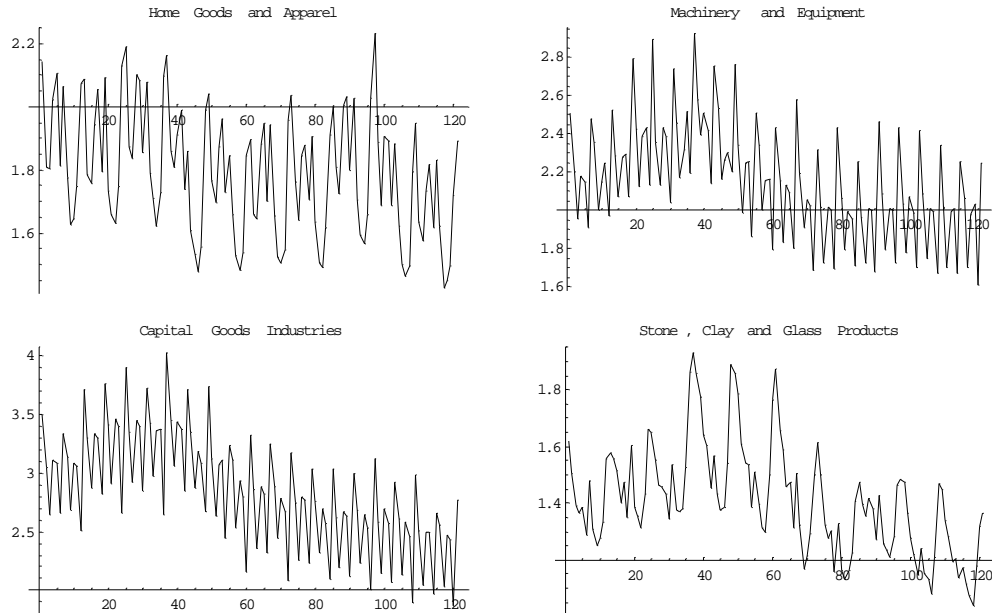 Home Goods and Apparel
2.2
1.8
1.6
20 40 60 80 100 120
Machinery and Equipment
2.8
2.6
2.4
2.2
1.8
1.6
20 40 60 80 100 120
Capital Goods Industries
4
3.5
3
2.5
20 40 60 80 100 120
Stone , Clay and Glass Products
1.8
1.6
1.4
20 40 60 80 100 120